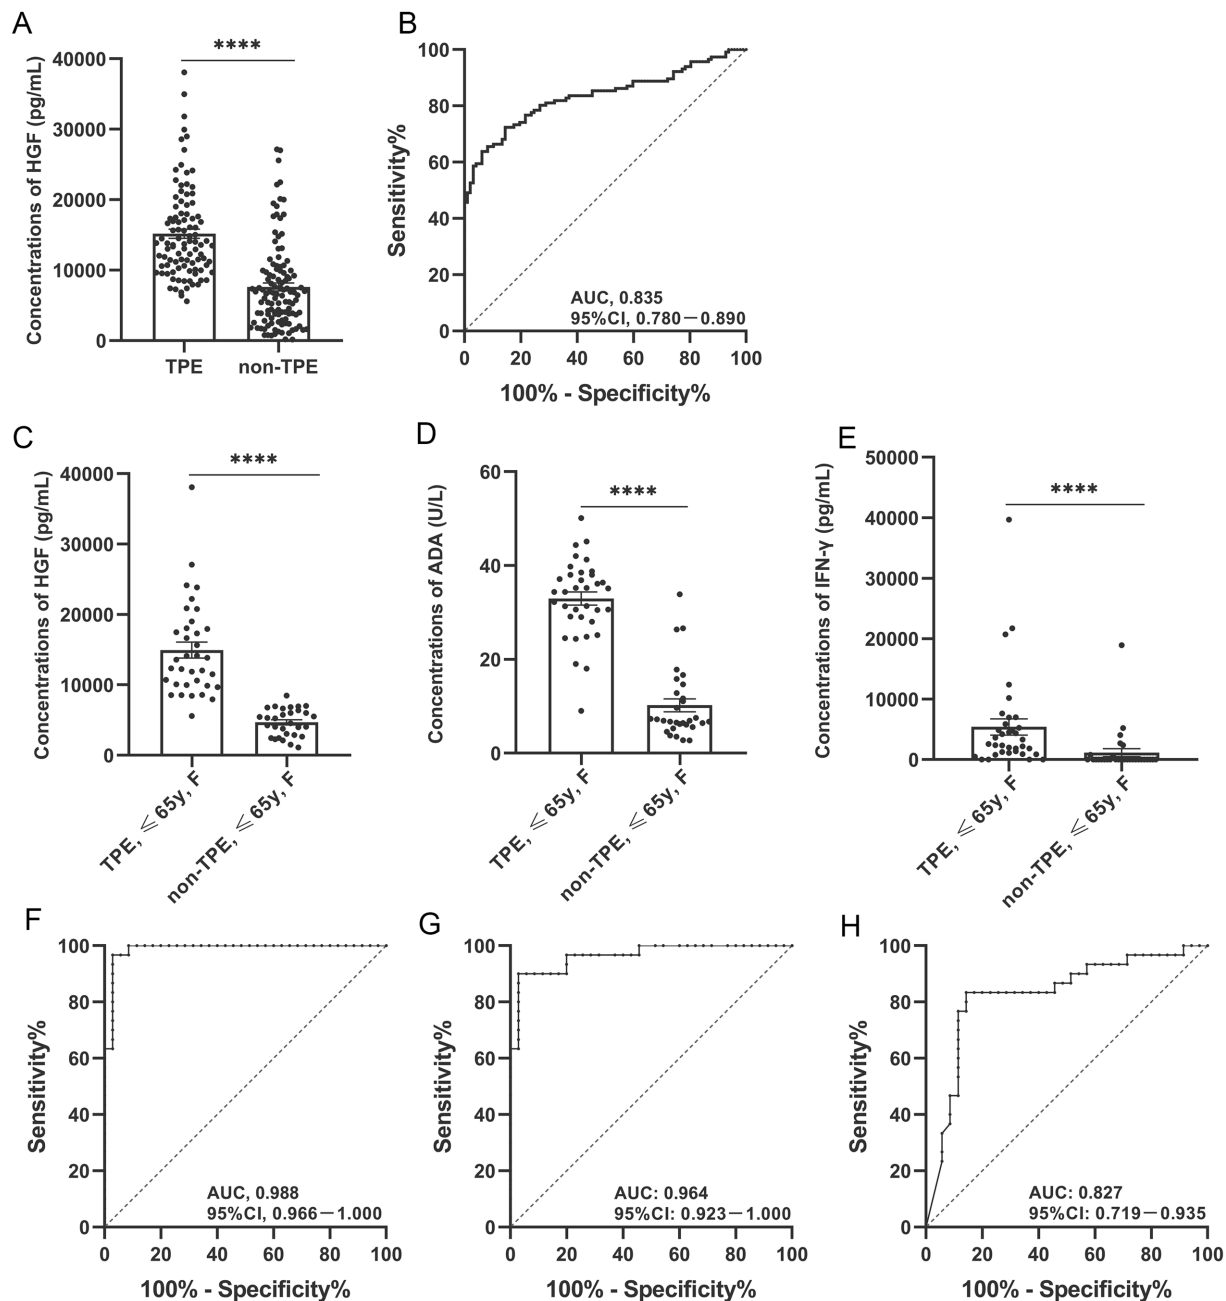 A
****
Concentrations of HGF (pg/mL)
40000
30000
20000
10000
0
TPE
non-TPE
B
Sensitivity%
100
80
60
40
20
0
AUC, 0.835
95%CI, 0.780—0.890
0 20 40 60 80 100
100% - Specificity%
C
****
Concentrations of HGF (pg/mL)
40000
30000
20000
10000
0
TPE, ≦ 65y, F
non-TPE, ≦ 65y, F
D
****
Concentrations of ADA (U/L)
60
40
20
0
TPE, ≦ 65y, F
non-TPE, ≦ 65y, F
E
****
Concentrations of IFN-γ (pg/mL)
50000
40000
30000
20000
10000
0
TPE, ≦ 65y, F
non-TPE, ≦ 65y, F
F
Sensitivity%
100
80
60
40
20
0
AUC, 0.988
95%CI, 0.966—1.000
0 20 40 60 80 100
100% - Specificity%
G
Sensitivity%
100
80
60
40
20
0
AUC: 0.964
95%CI: 0.923—1.000
0 20 40 60 80 100
100% - Specificity%
H
Sensitivity%
100
80
60
40
20
0
AUC: 0.827
95%CI: 0.719—0.935
0 20 40 60 80 100
100% - Specificity%